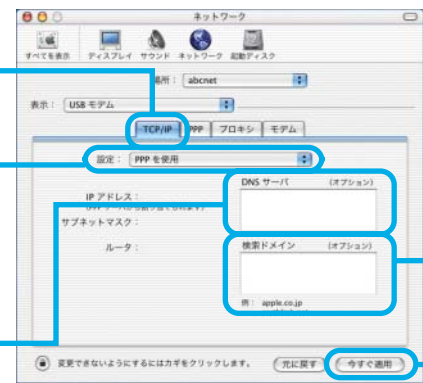 ネットワーク
すべてを表示 ディスプレイ サウンド ネットワーク 起動ディスク
場所： abcnet
表示： USB モデム
TCP/IP PPP プロキシ モデム
設定： PPP を使用
DNS サーバ （オプション）
IP アドレス：
サブネットマスク：
ルータ：
検索ドメイン （オプション）
例： apple.co.jp
変更できないようにするにはカギをクリックします。 元に戻す 今すぐ適用